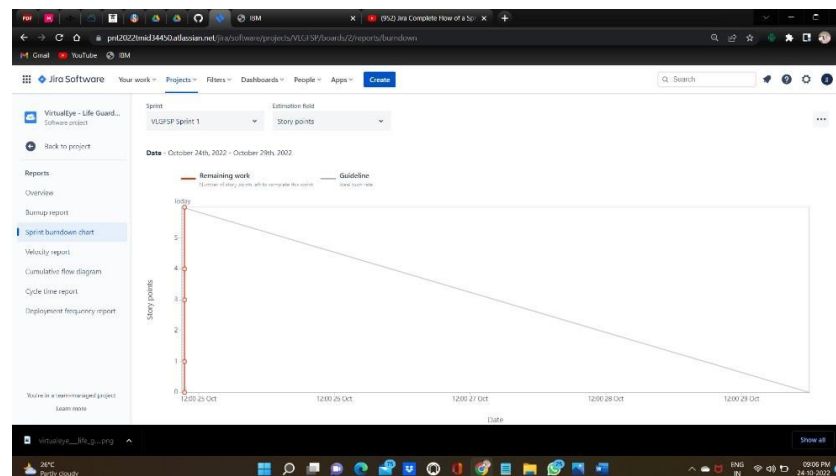 IBM
(952) Jira Complete Flow of a Spr
pnt2022tmid34450.atlassian.net/jira/software/projects/VLGFSP/boards/2/reports/burndown
Gmail
YouTube
IBM
Jira Software
Your work
Projects
Filters
Dashboards
People
Apps
Create
Search
VirtualEye - Life Guard...
Software project
Back to project
Reports
Overview
Burnup report
Sprint burndown chart
Velocity report
Cumulative flow diagram
Cycle time report
Deployment frequency report
You're in a team-managed project
Learn more
Sprint
VLGFSP Sprint 1
Estimation field
Story points
Date - October 24th, 2022 - October 29th, 2022
Remaining work
Guideline
Today
5
4
3
2
1
0
Story points
12:00 25 Oct
12:00 26 Oct
12:00 27 Oct
12:00 28 Oct
12:00 29 Oct
Date
virtualeye__life_g....png
Show all
26°C
Partly cloudy
ENG
IN
09:06 PM
24-10-2022